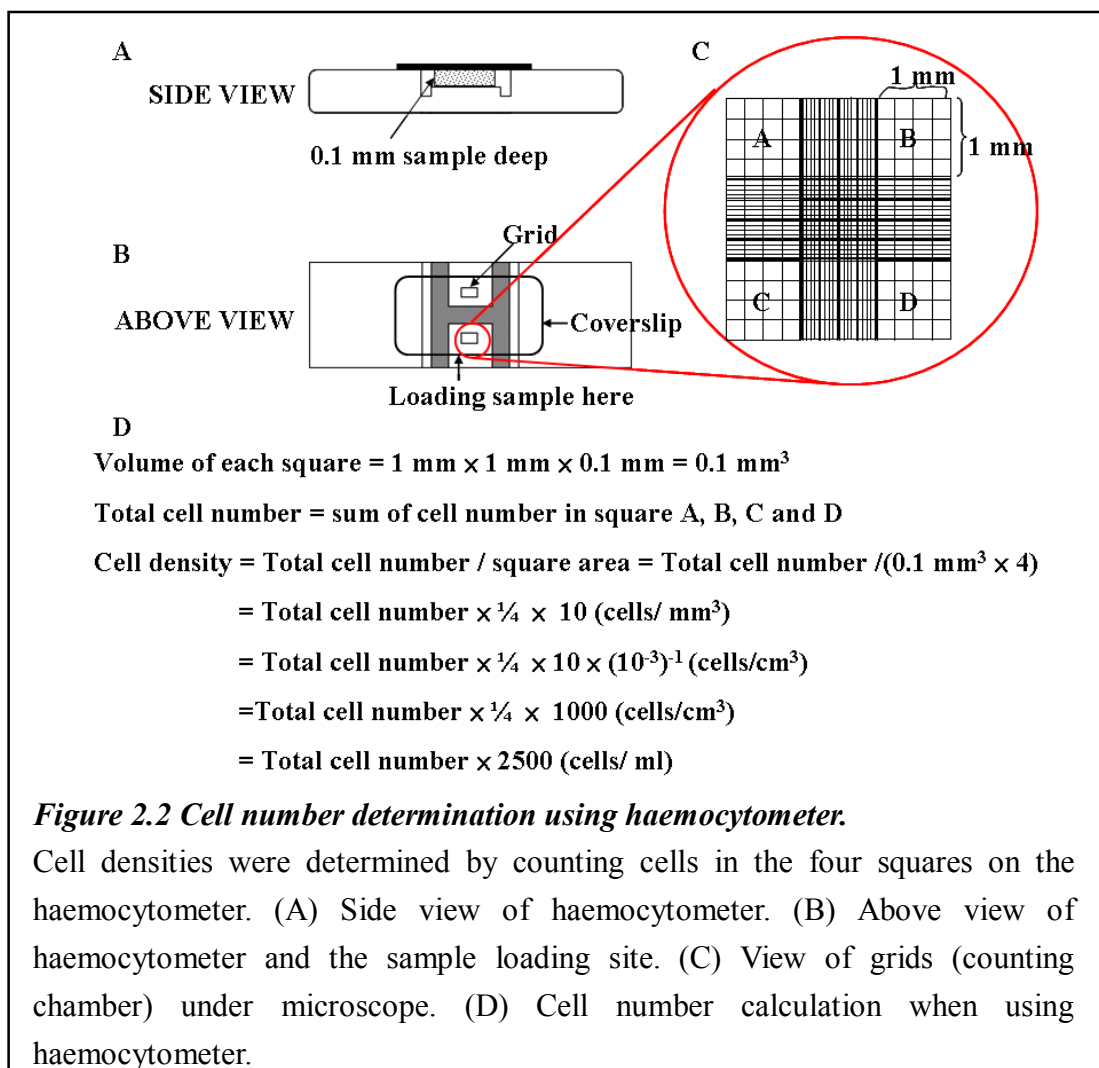 A
SIDE VIEW
0.1 mm sample deep
B
ABOVE VIEW
Grid
Coverslip
Loading sample here
C
1 mm
1 mm
A
B
C
D
D
Volume of each square = 1 mm × 1 mm × 0.1 mm = 0.1 mm³
Total cell number = sum of cell number in square A, B, C and D
Cell density = Total cell number / square area = Total cell number /(0.1 mm³ × 4)
= Total cell number × ¼ × 10 (cells/ mm³)
= Total cell number × ¼ × 10 × (10⁻³)⁻¹ (cells/cm³)
=Total cell number × ¼ × 1000 (cells/cm³)
= Total cell number × 2500 (cells/ ml)
Figure 2.2 Cell number determination using haemocytometer.
Cell densities were determined by counting cells in the four squares on the
haemocytometer. (A) Side view of haemocytometer. (B) Above view of
haemocytometer and the sample loading site. (C) View of grids (counting
chamber) under microscope. (D) Cell number calculation when using
haemocytometer.